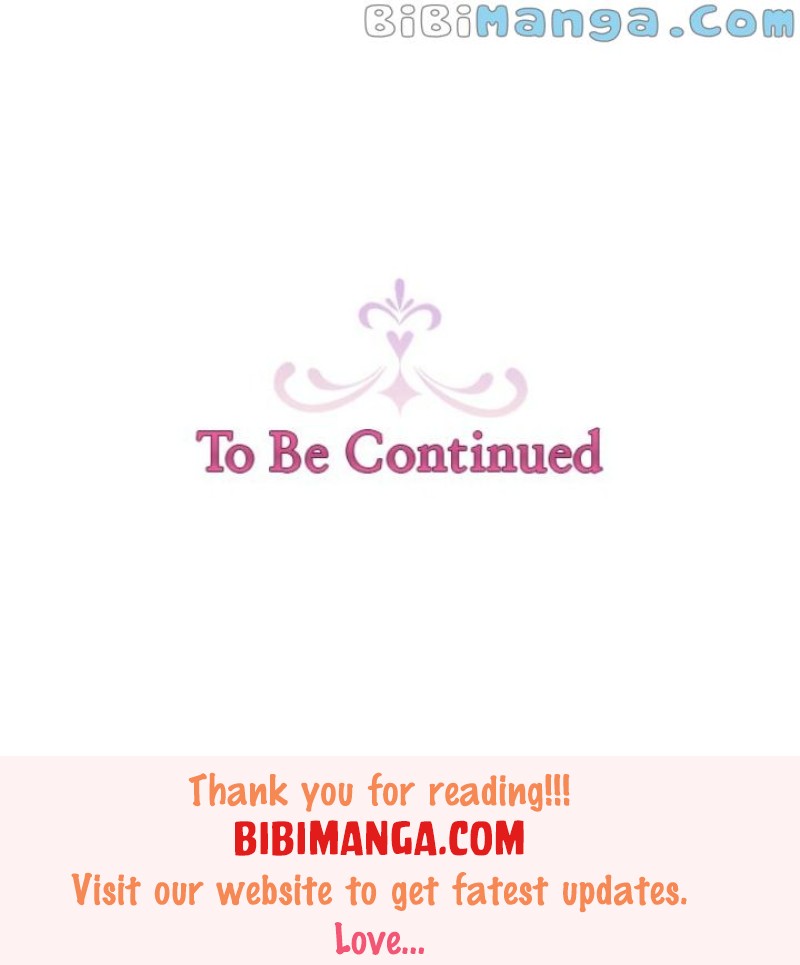 BiBiManga.Com
To Be Continued
Thank you for reading!!!
BIBIMANGA.COM
Visit our website to get fatest updates.
Love...